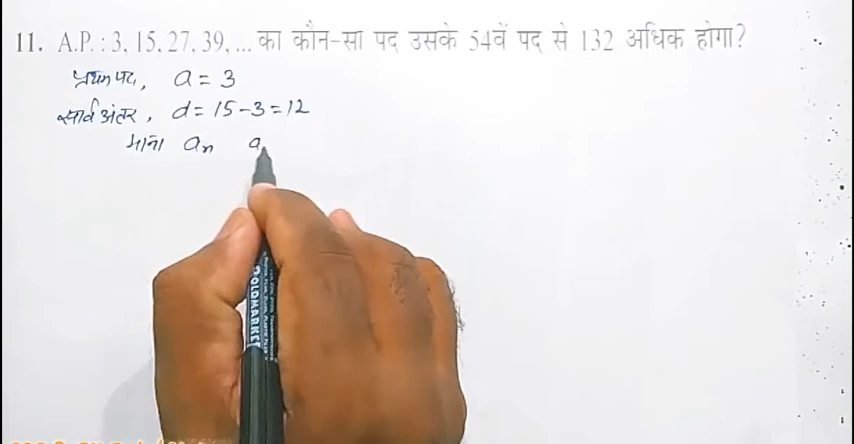 11. A.P. : 3, 15, 27, 39, ... का कौन-सा पद उसके 54वें पद से 132 अधिक होगा?
प्रथम पद, a = 3
सार्व अंतर, d = 15 - 3 = 12
माना aₙ a